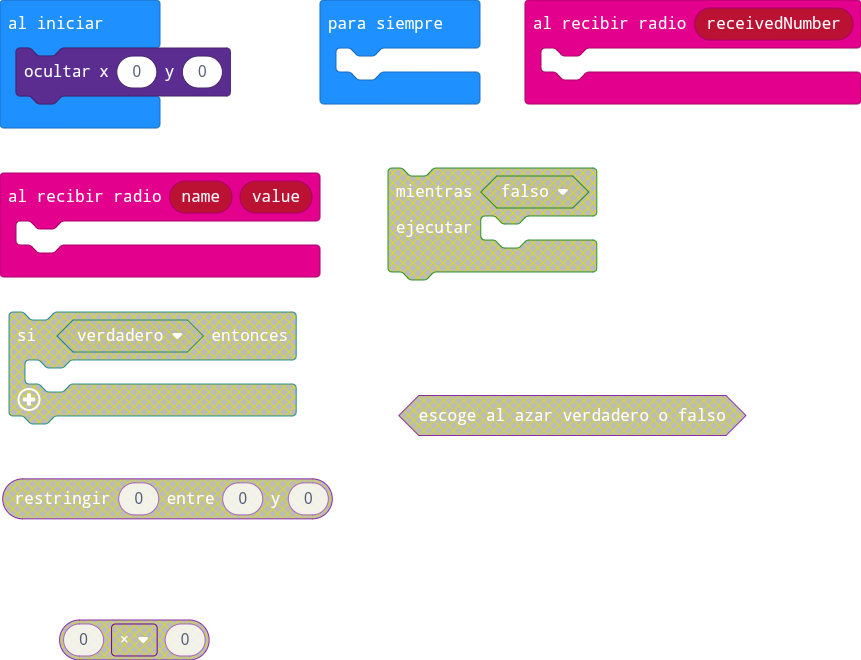 al iniciar
ocultar x 0 y 0
para siempre
al recibir radio receivedNumber
al recibir radio name value
mientras falso
ejecutar
si verdadero entonces
escoge al azar verdadero o falso
restringir 0 entre 0 y 0
0 × 0